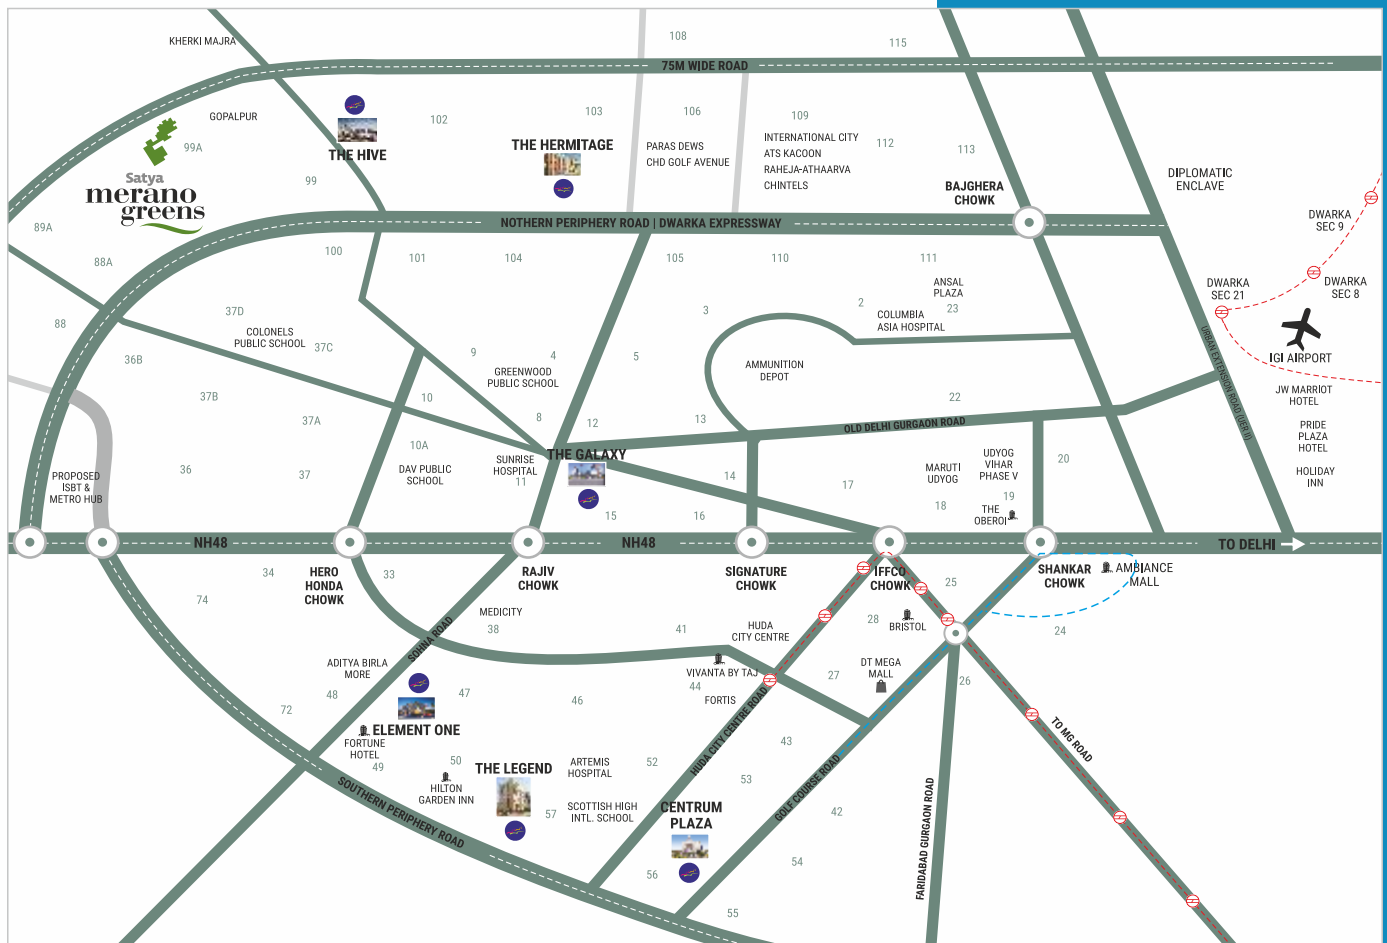 108
115
KHERKI MAJRA
75M WIDE ROAD
GOPALPUR
102
103
106
109
THE HIVE
THE HERMITAGE
PARAS DEWS
CHD GOLF AVENUE
INTERNATIONAL CITY
ATS KACOON
RAHEJA-ATHAARVA
CHINTELS
112
113
99A
99
Satya
merano
greens
BAJGHERA
CHOWK
DIPLOMATIC
ENCLAVE
DWARKA
SEC 9
89A
NOTHERN PERIPHERY ROAD | DWARKA EXPRESSWAY
88A
100
101
104
105
110
111
DWARKA
SEC 21
DWARKA
SEC 8
ANSAL
PLAZA
23
2
3
COLUMBIA
ASIA HOSPITAL
88
37D
COLONELS
PUBLIC SCHOOL
37C
36B
9
4
5
GREENWOOD
PUBLIC SCHOOL
AMMUNITION
DEPOT
URBAN EXTENSION ROAD (UER II)
IGI AIRPORT
JW MARRIOT
HOTEL
PRIDE
PLAZA
HOTEL
HOLIDAY
INN
37B
10
22
37A
8
12
13
OLD DELHI GURGAON ROAD
10A
THE GALAXY
36
37
DAV PUBLIC
SCHOOL
SUNRISE
HOSPITAL
11
PROPOSED
ISBT &
METRO HUB
14
17
MARUTI
UDYOG
UDYOG
VIHAR
PHASE V
20
18
19
THE
OBEROI
15
16
NH48
NH48
TO DELHI
34
HERO
HONDA
CHOWK
33
RAJIV
CHOWK
SIGNATURE
CHOWK
IFFCO
CHOWK
25
SHANKAR
CHOWK
AMBIANCE
MALL
74
MEDICITY
38
41
HUDA
CITY CENTRE
28
BRISTOL
24
SOHNA ROAD
ADITYA BIRLA
MORE
48
47
46
VIVANTA BY TAJ
44
FORTIS
27
DT MEGA
MALL
26
72
ELEMENT ONE
FORTUNE
HOTEL
49
50
HILTON
GARDEN INN
THE LEGEND
57
ARTEMIS
HOSPITAL
SCOTTISH HIGH
INTL. SCHOOL
52
HUDA CITY CENTRE ROAD
43
53
TO MG ROAD
SOUTHERN PERIPHERY ROAD
CENTRUM
PLAZA
GOLF COURSE ROAD
42
54
FARIDABAD GURGAON ROAD
56
55